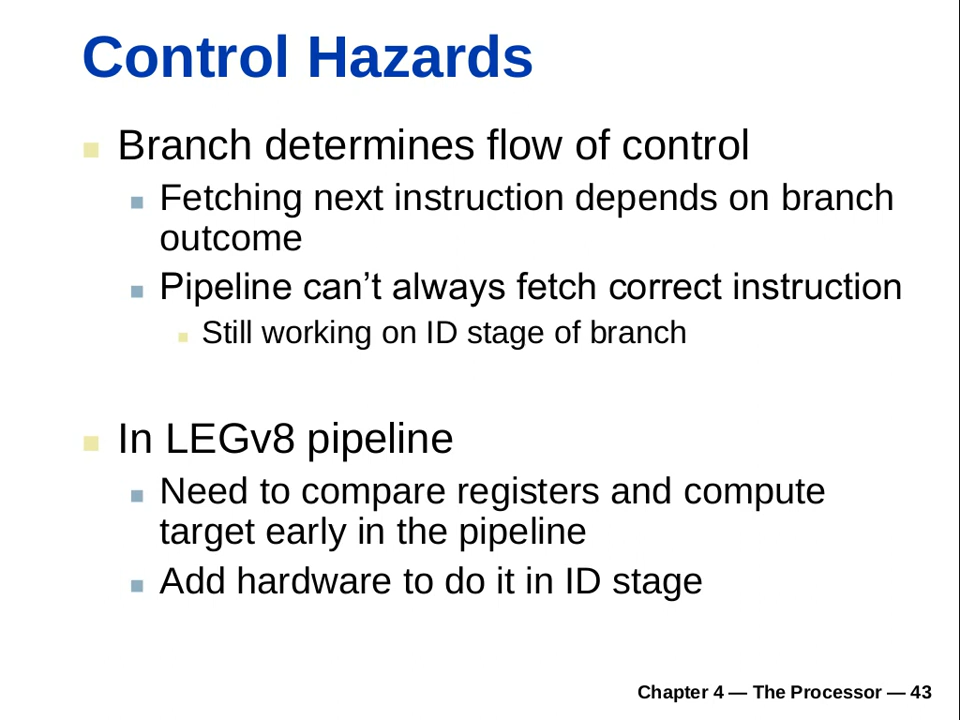 Control Hazards
Branch determines flow of control
Fetching next instruction depends on branch
outcome
Pipeline can’t always fetch correct instruction
Still working on ID stage of branch
In LEGv8 pipeline
Need to compare registers and compute
target early in the pipeline
Add hardware to do it in ID stage
Chapter 4 — The Processor — 43